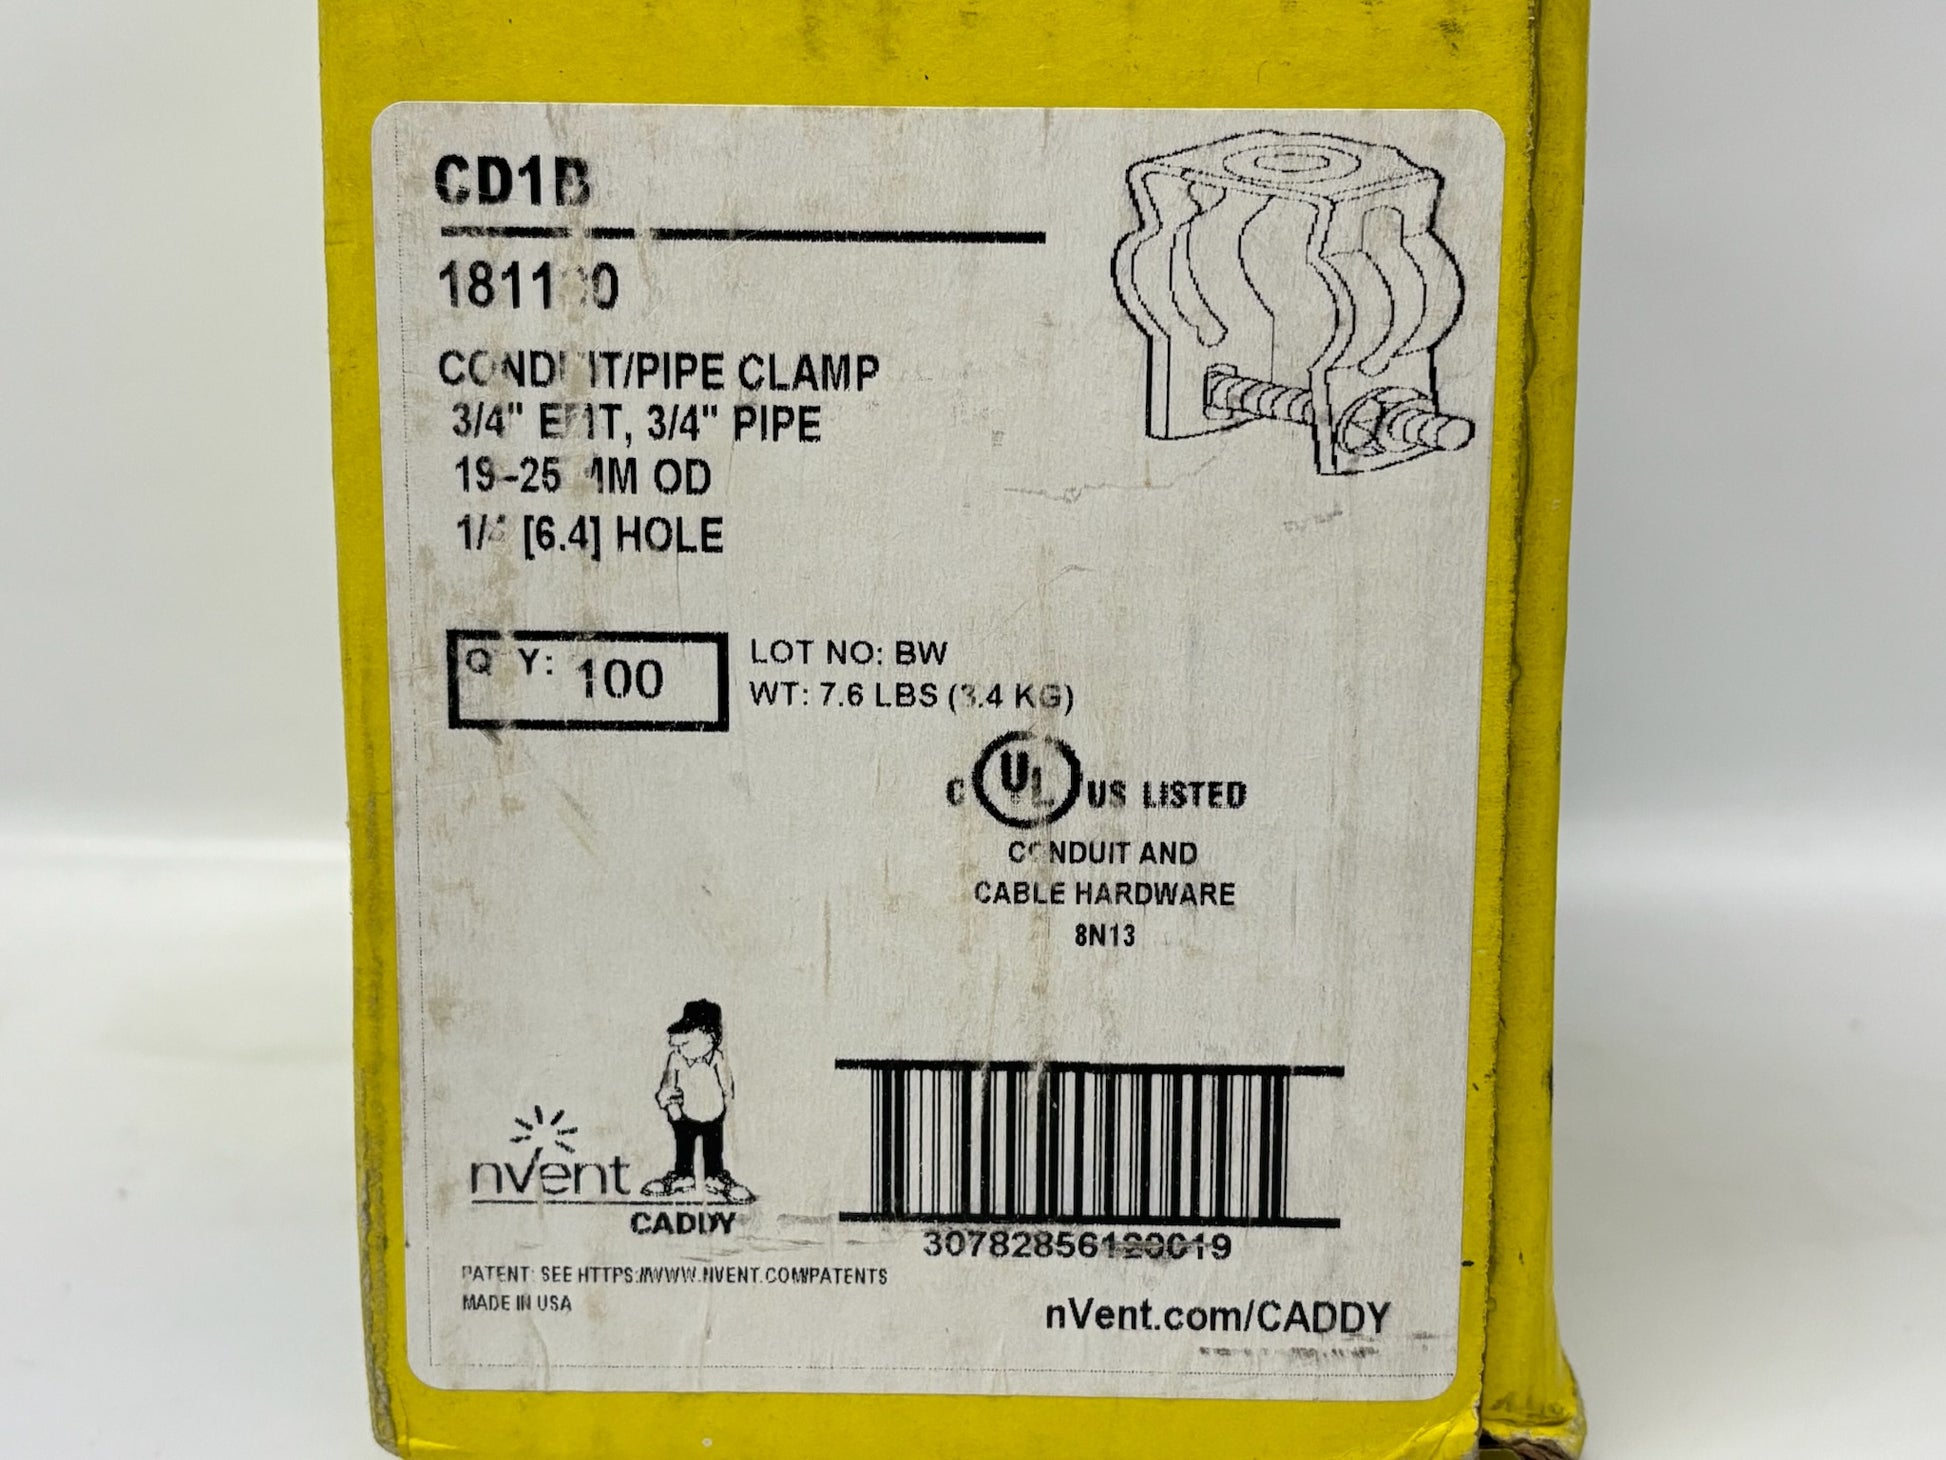 CD1B
CONDUIT/PIPE CLAMP
3/4" EMT, 3/4" PIPE
19-25 MM OD
1/4 [6.4] HOLE
QTY: 100
LOT NO: BW
WT: 7.6 LBS (3.4 KG)
C UL US LISTED
CONDUIT AND
CABLE HARDWARE
8N13
nVent
CADDY
PATENT: SEE HTTPS://WWW.NVENT.COM/PATENTS
MADE IN USA
nVent.com/CADDY